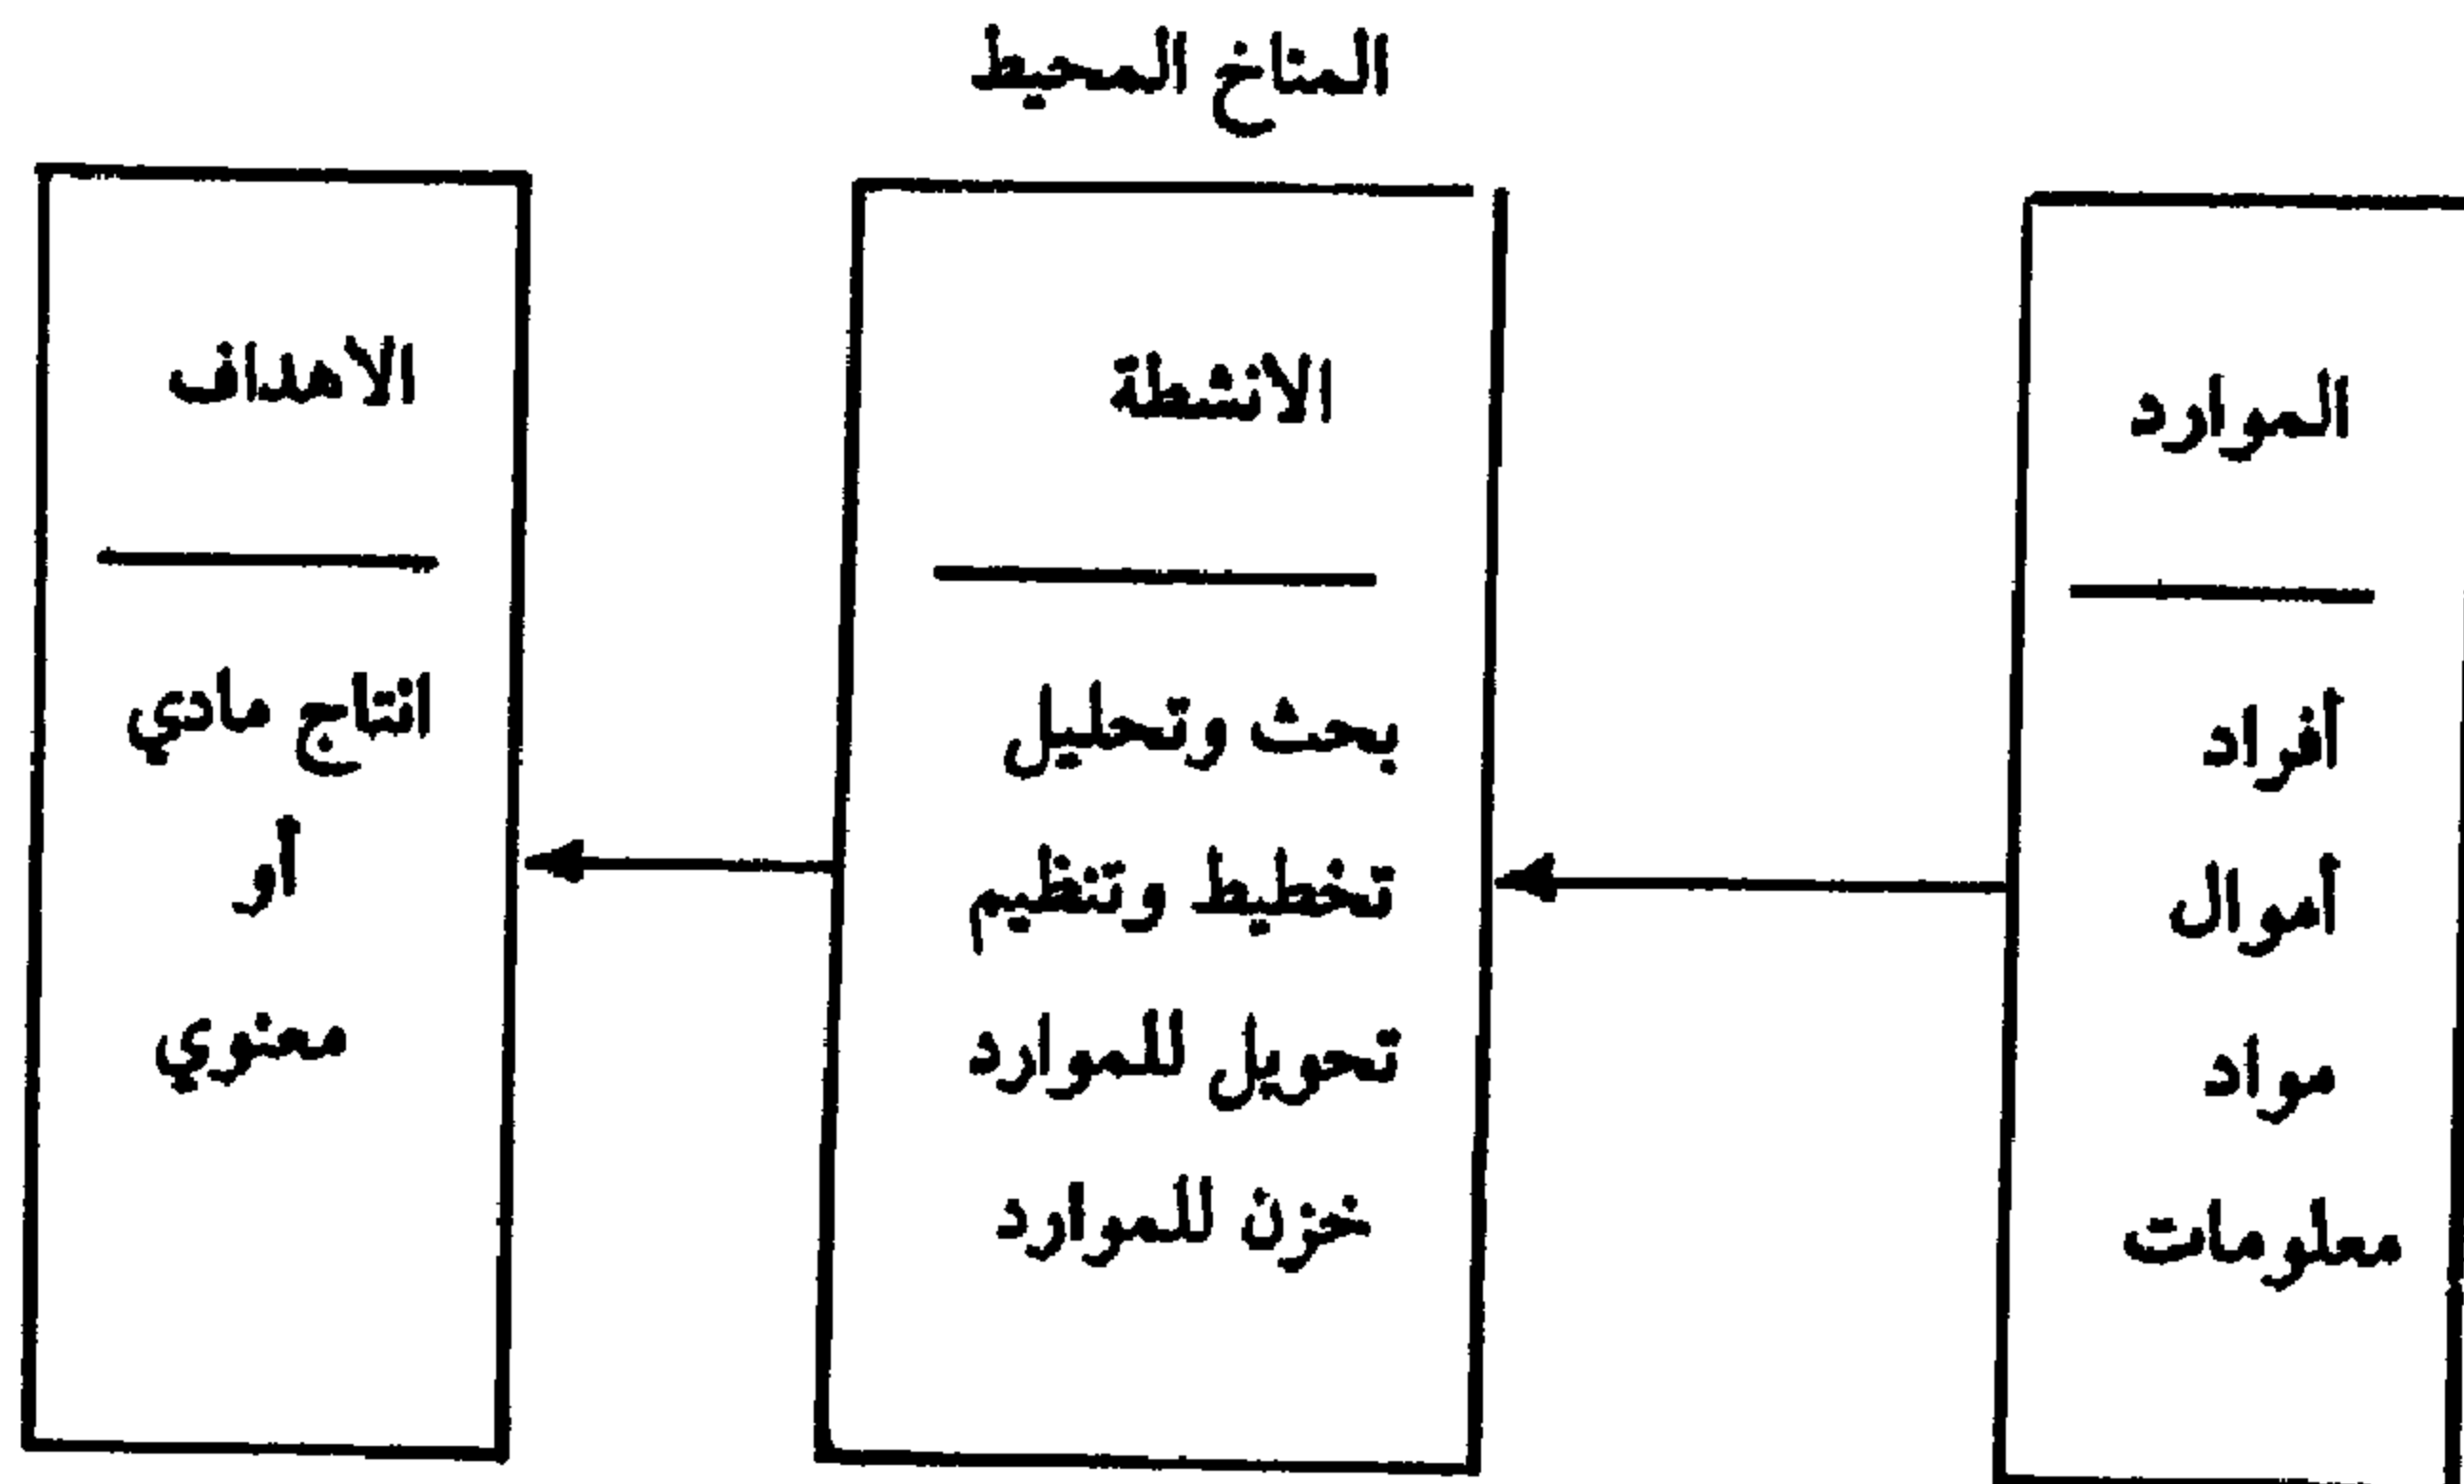 المناخ المحيط
الموارد
أفراد
أموال
مواد
معلومات
الانشطة
بحث وتحليل
تخطيط وتنظيم
تحويل للموارد
خزن للموارد
الاهداف
انتاج مادي
أو
معنوي